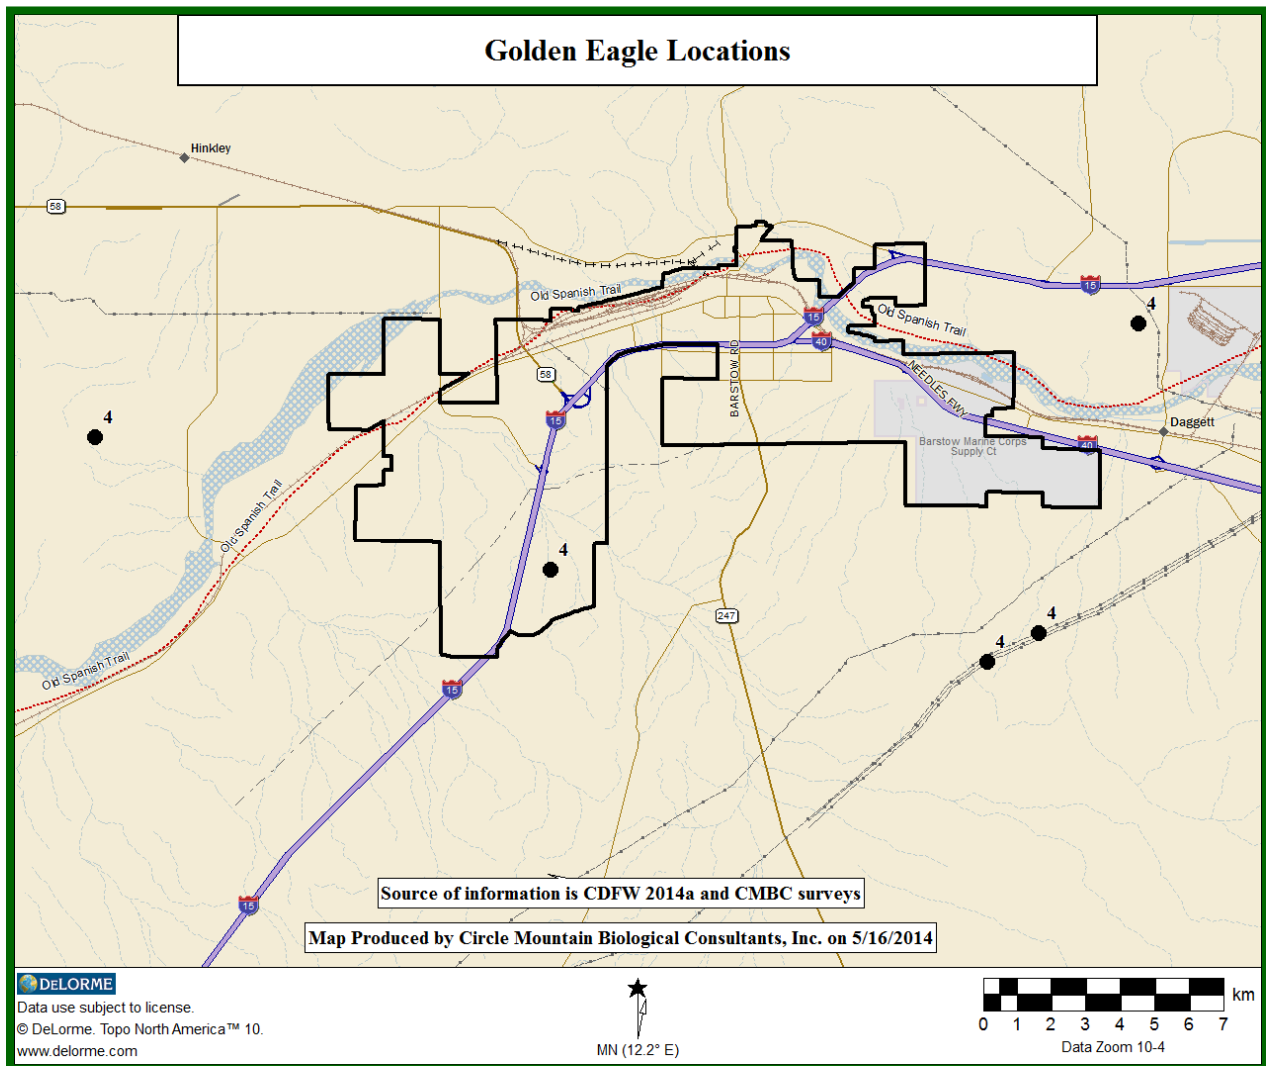 Golden Eagle Locations
Hinkley
58
15
4
Old Spanish Trail
15
Old Spanish Trail
40
58
BARSTOW RD
NEEDLES FWY
4
15
Daggett
Barstow Marine Corps
Supply Ct
40
Old Spanish Trail
4
247
4
4
Old Spanish Trail
15
Source of information is CDFW 2014a and CMBC surveys
15
Map Produced by Circle Mountain Biological Consultants, Inc. on 5/16/2014
DELORME
Data use subject to license.
© DeLorme. Topo North America™ 10.
www.delorme.com
MN (12.2° E)
km
0 1 2 3 4 5 6 7
Data Zoom 10-4